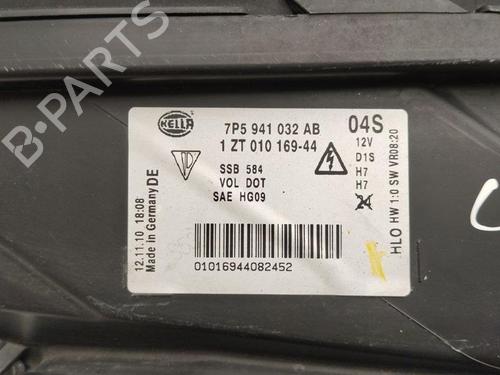 HELLA
7P5 941 032 AB
04S
1 ZT 010 169-44
12V
D1S
H7
H7
24
SSB 584
VOL DOT
SAE HG09
01016944082452
12.11.10 18:08
Made in Germany DE
HLO HW 1:0 SW VR08:20
B-PARTS